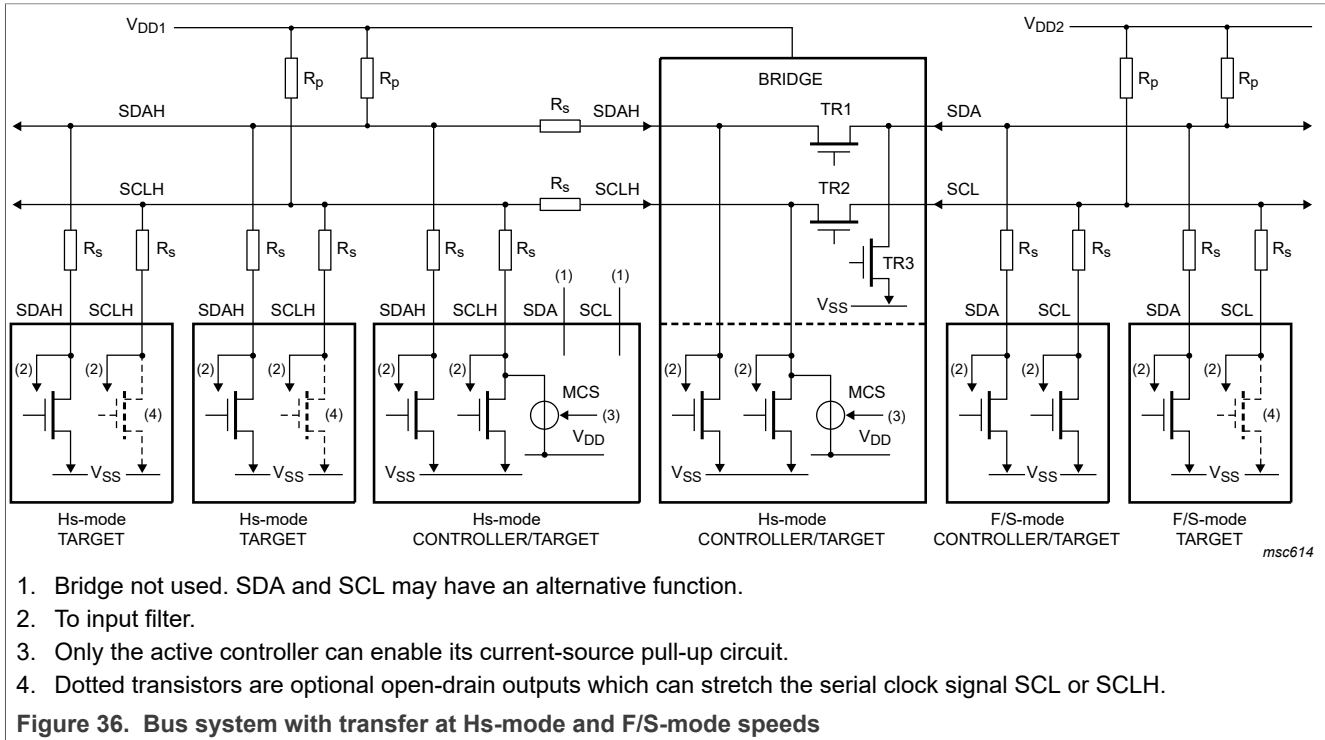 VDD1
VDD2
Rp
Rp
BRIDGE
Rp
Rp
SDAH
Rs
SDAH
TR1
SDA
SCLH
Rs
SCLH
TR2
SCL
Rs
Rs
Rs
Rs
Rs
Rs
(1)
(1)
TR3
Rs
Rs
Rs
Rs
VSS
SDAH
SCLH
SDAH
SCLH
SDAH
SCLH
SDA
SCL
SDA
SCL
SDA
SCL
(2)
(2)
(4)
VSS
(2)
(2)
(4)
VSS
(2)
(2)
MCS
(3)
VDD
VSS
(2)
(2)
MCS
(3)
VDD
VSS
(2)
(2)
VSS
(2)
(2)
(4)
VSS
Hs-mode
TARGET
Hs-mode
TARGET
Hs-mode
CONTROLLER/TARGET
Hs-mode
CONTROLLER/TARGET
F/S-mode
CONTROLLER/TARGET
F/S-mode
TARGET
msc614
1. Bridge not used. SDA and SCL may have an alternative function.
2. To input filter.
3. Only the active controller can enable its current-source pull-up circuit.
4. Dotted transistors are optional open-drain outputs which can stretch the serial clock signal SCL or SCLH.
Figure 36. Bus system with transfer at Hs-mode and F/S-mode speeds